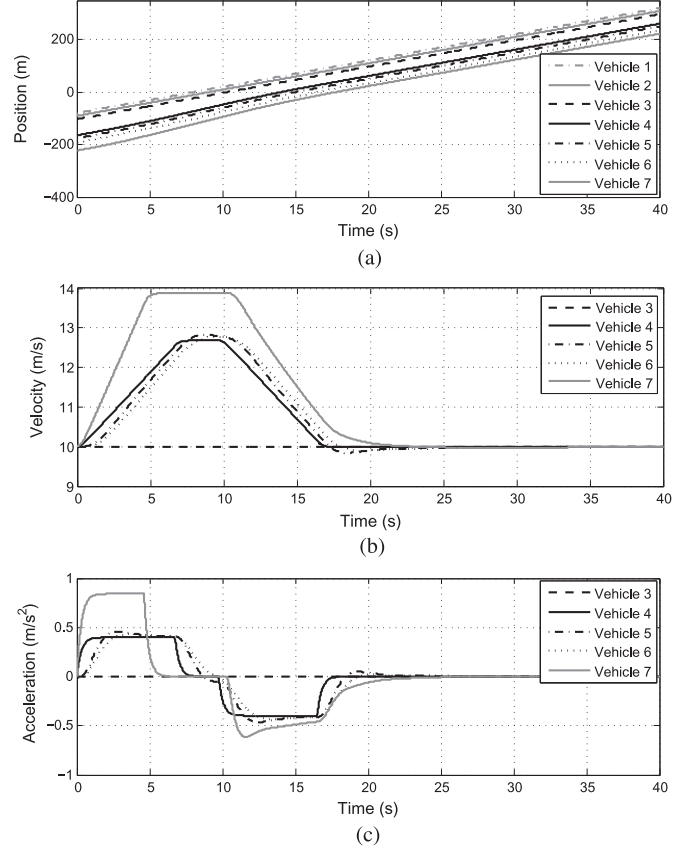 200
0
−200
−400
Position (m)
Vehicle 1
Vehicle 2
Vehicle 3
Vehicle 4
Vehicle 5
Vehicle 6
Vehicle 7
0 5 10 15 20 25 30 35 40
Time (s)
(a)
14
13
12
11
10
9
Velocity (m/s)
Vehicle 3
Vehicle 4
Vehicle 5
Vehicle 6
Vehicle 7
0 5 10 15 20 25 30 35 40
Time (s)
(b)
1
0.5
0
−0.5
−1
Acceleration (m/s²)
Vehicle 3
Vehicle 4
Vehicle 5
Vehicle 6
Vehicle 7
0 5 10 15 20 25 30 35 40
Time (s)
(c)